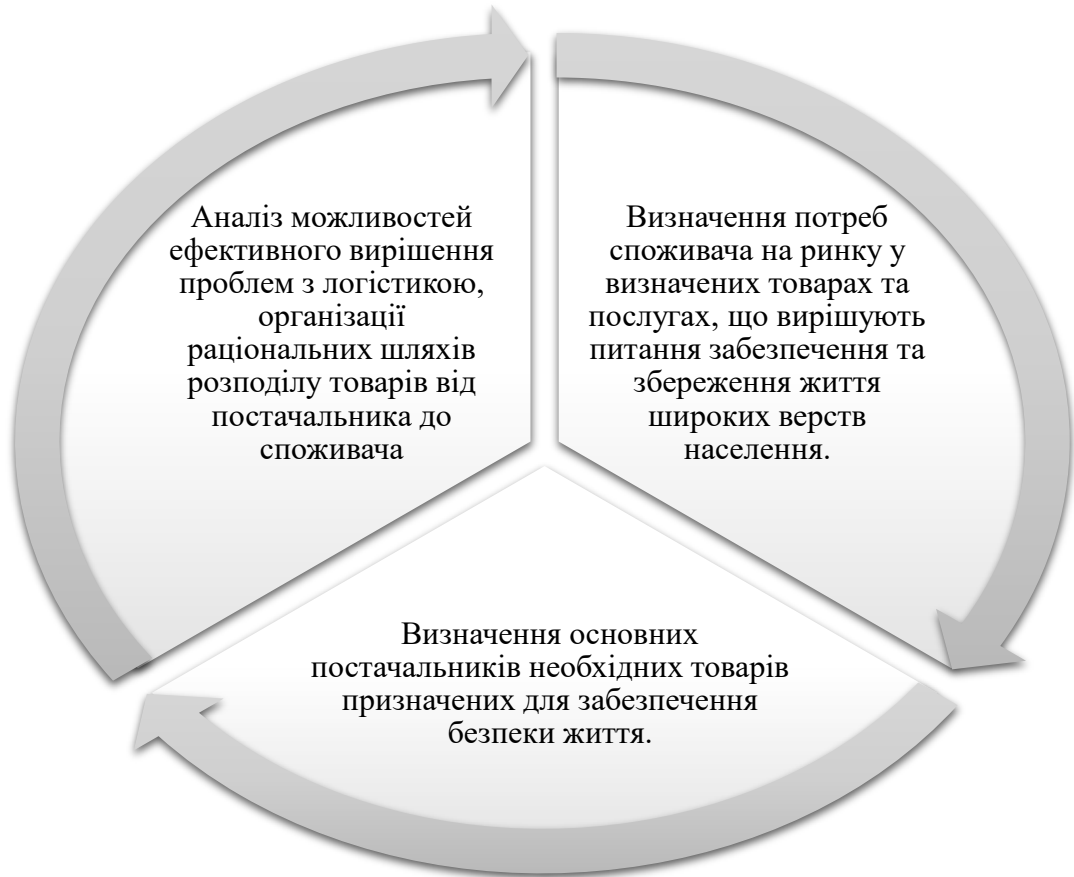 Аналіз можливостей
ефективного вирішення
проблем з логістикою,
організації
раціональних шляхів
розподілу товарів від
постачальника до
споживача
Визначення потреб
споживача на ринку у
визначених товарах та
послугах, що вирішують
питання забезпечення та
збереження життя
широких верств
населення.
Визначення основних
постачальників необхідних товарів
призначених для забезпечення
безпеки життя.